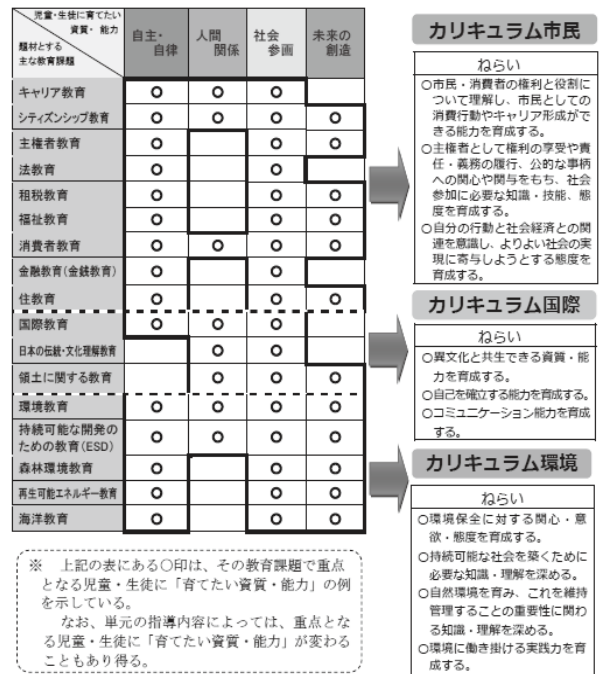 児童・生徒に育てたい
資質・能力
題材とする
主な教育課題
自主・
自律
人間
関係
社会
参画
未来の
創造
キャリア教育 ○ ○ ○
シティズンシップ教育 ○ ○ ○ ○
主権者教育 ○ ○ ○
法教育 ○ ○
租税教育 ○ ○ ○
福祉教育 ○ ○ ○
消費者教育 ○ ○ ○ ○
金融教育(金銭教育) ○ ○
住教育 ○ ○ ○
国際教育 ○ ○ ○
日本の伝統・文化理解教育 ○ ○
領土に関する教育 ○ ○ ○
環境教育 ○ ○ ○ ○
持続可能な開発の
ための教育(ESD) ○ ○ ○ ○
森林環境教育 ○ ○ ○
再生可能エネルギー教育 ○ ○ ○
海洋教育 ○ ○ ○
※ 上記の表にある○印は、その教育課題で重点
となる児童・生徒に「育てたい資質・能力」の例
を示している。
なお、単元の指導内容によっては、重点とな
る児童・生徒に「育てたい資質・能力」が変わる
こともあり得る。
カリキュラム市民
ねらい
○市民・消費者の権利と役割に
ついて理解し、市民としての
消費行動やキャリア形成がで
きる能力を育成する。
○主権者として権利の享受や責
任・義務の履行、公的な事柄
への関心や関与をもち、社会
参加に必要な知識・技能、態
度を育成する。
○自分の行動と社会経済との関
連を意識し、よりよい社会の実
現に寄与しようとする態度を
育成する。
カリキュラム国際
ねらい
○異文化と共生できる資質・能
力を育成する。
○自己を確立する能力を育成する。
○コミュニケーション能力を育成
する。
カリキュラム環境
ねらい
○環境保全に対する関心・意
欲・態度を育成する。
○持続可能な社会を築くために
必要な知識・理解を深める。
○自然環境を育み、これを維持
管理することの重要性に関わ
る知識・理解を深める。
○環境に働き掛ける実践力を育
成する。